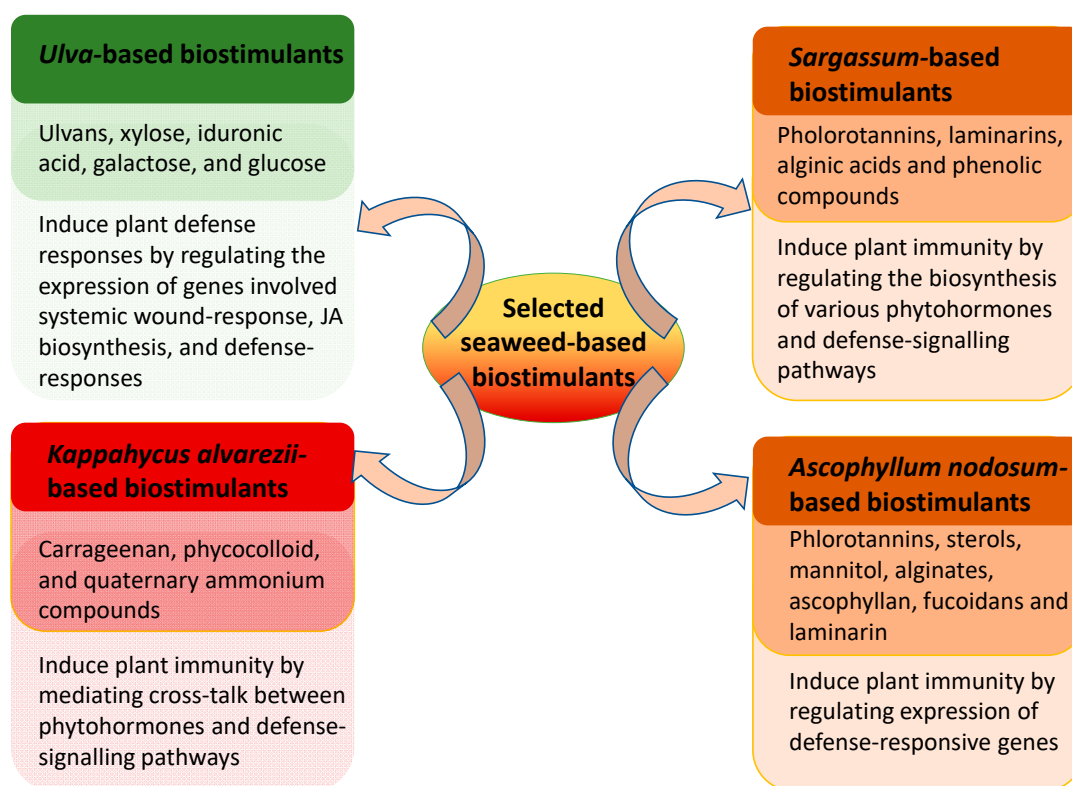 Ulva-based biostimulants
Ulvans, xylose, iduronic
acid, galactose, and glucose
Induce plant defense
responses by regulating the
expression of genes involved
systemic wound-response, JA
biosynthesis, and defense-
responses
Sargassum-based
biostimulants
Pholorotannins, laminarins,
alginic acids and phenolic
compounds
Induce plant immunity by
regulating the biosynthesis
of various phytohormones
and defense-signalling
pathways
Selected
seaweed-based
biostimulants
Kappahycus alvarezii-
based biostimulants
Carrageenan, phycocolloid,
and quaternary ammonium
compounds
Induce plant immunity by
mediating cross-talk between
phytohormones and defense-
signalling pathways
Ascophyllum nodosum-
based biostimulants
Phlorotannins, sterols,
mannitol, alginates,
ascophyllan, fucoidans and
laminarin
Induce plant immunity by
regulating expression of
defense-responsive genes